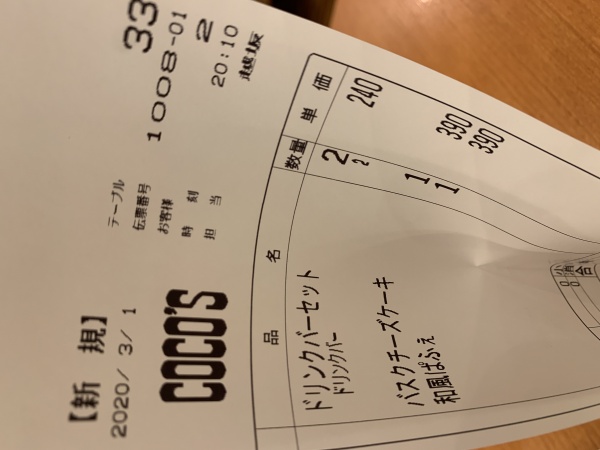 【新 規】
2020/ 3/ 1
テーブル 33
伝票番号 1008-01
お客様 2
時 刻 20:10
担 当 越坂
COCO'S
品 名 数量 単 価
ドリンクバーセット 2 240
ドリンクバー 2
バスクチーズケーキ 1 390
和風ぱふぇ 1 390
合